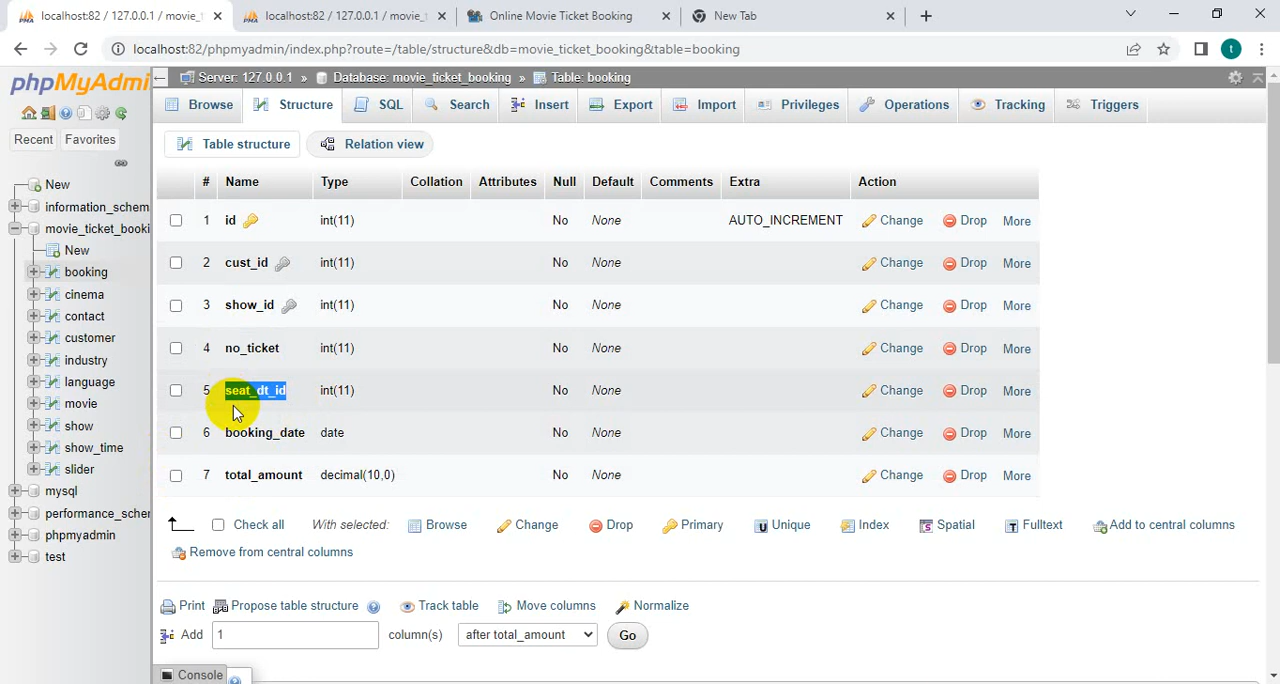 localhost:82 / 127.0.0.1 / movie_t
localhost:82 / 127.0.0.1 / movie_t
Online Movie Ticket Booking
New Tab
localhost:82/phpmyadmin/index.php?route=/table/structure&db=movie_ticket_booking&table=booking
t
phpMyAdmi
Server: 127.0.0.1 » Database: movie_ticket_booking » Table: booking
Browse Structure SQL Search Insert Export Import Privileges Operations Tracking Triggers
Recent Favorites
Table structure Relation view
New
information_schem
movie_ticket_booki
New
booking
cinema
contact
customer
industry
language
movie
show
show_time
slider
mysql
performance_scher
phpmyadmin
test
# Name Type Collation Attributes Null Default Comments Extra Action
1 id int(11) No None AUTO_INCREMENT Change Drop More
2 cust_id int(11) No None Change Drop More
3 show_id int(11) No None Change Drop More
4 no_ticket int(11) No None Change Drop More
5 seat_dt_id int(11) No None Change Drop More
6 booking_date date No None Change Drop More
7 total_amount decimal(10,0) No None Change Drop More
Check all With selected: Browse Change Drop Primary Unique Index Spatial Fulltext Add to central columns
Remove from central columns
Print Propose table structure Track table Move columns Normalize
Add 1 column(s) after total_amount Go
Console